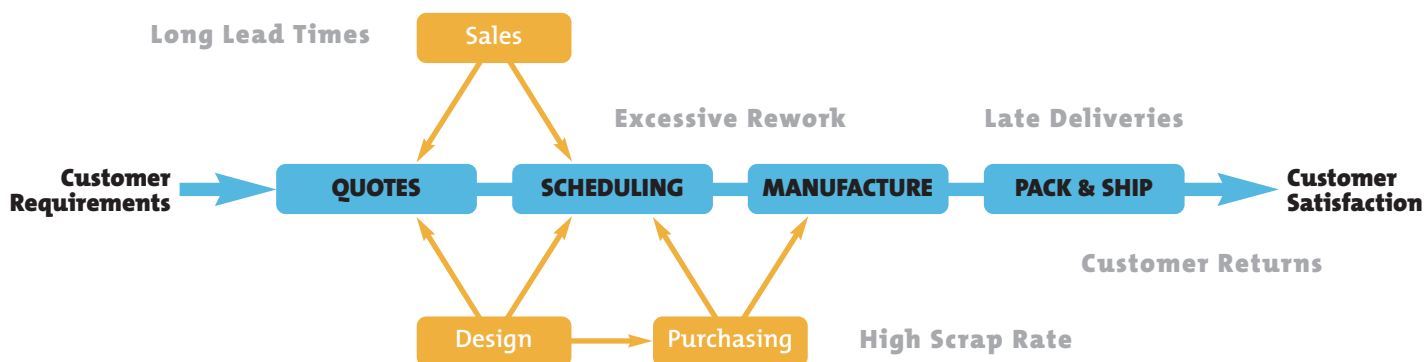 Long Lead Times
Sales
Excessive Rework
Late Deliveries
Customer
Requirements
QUOTES
SCHEDULING
MANUFACTURE
PACK & SHIP
Customer
Satisfaction
Customer Returns
Design
Purchasing
High Scrap Rate